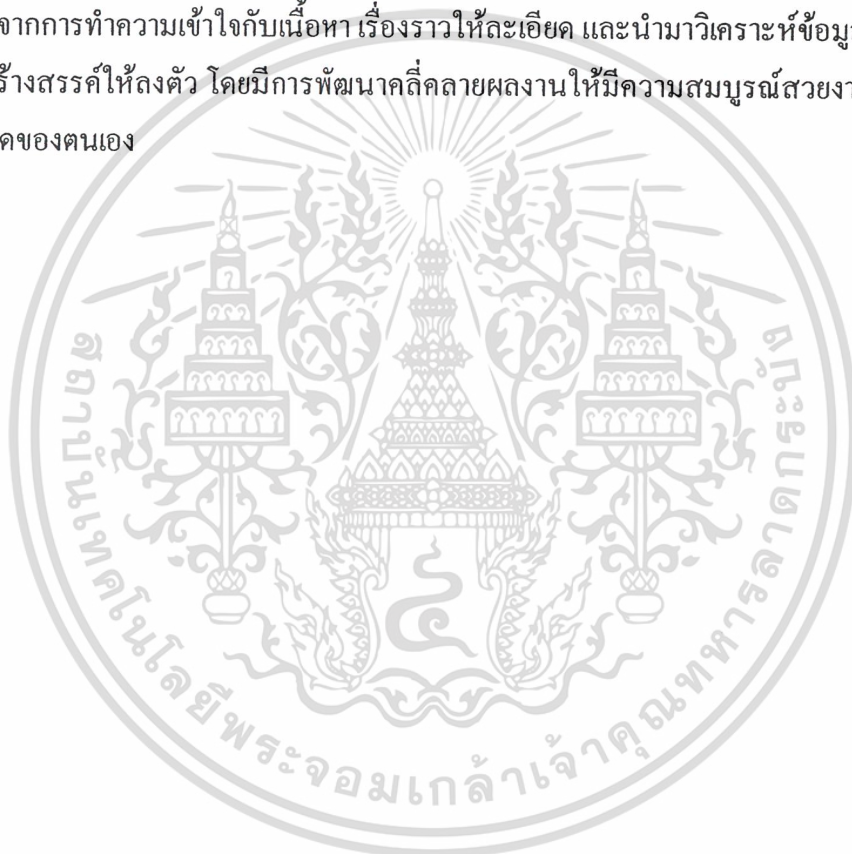 จากการทำความเข้าใจกับเนื้อหา เรื่องราวให้ละเอียด และนำมาวิเคราะห์ข้อมู
ร้างสรรค์ให้ลงตัว โดยมีการพัฒนาคลี่คลายผลงานให้มีความสมบูรณ์สวยงา
ดของตนเอง
๔
สถาบันเทคโนโลยีพระจอมเกล้าเจ้าคุณทหารลาดกระบัง